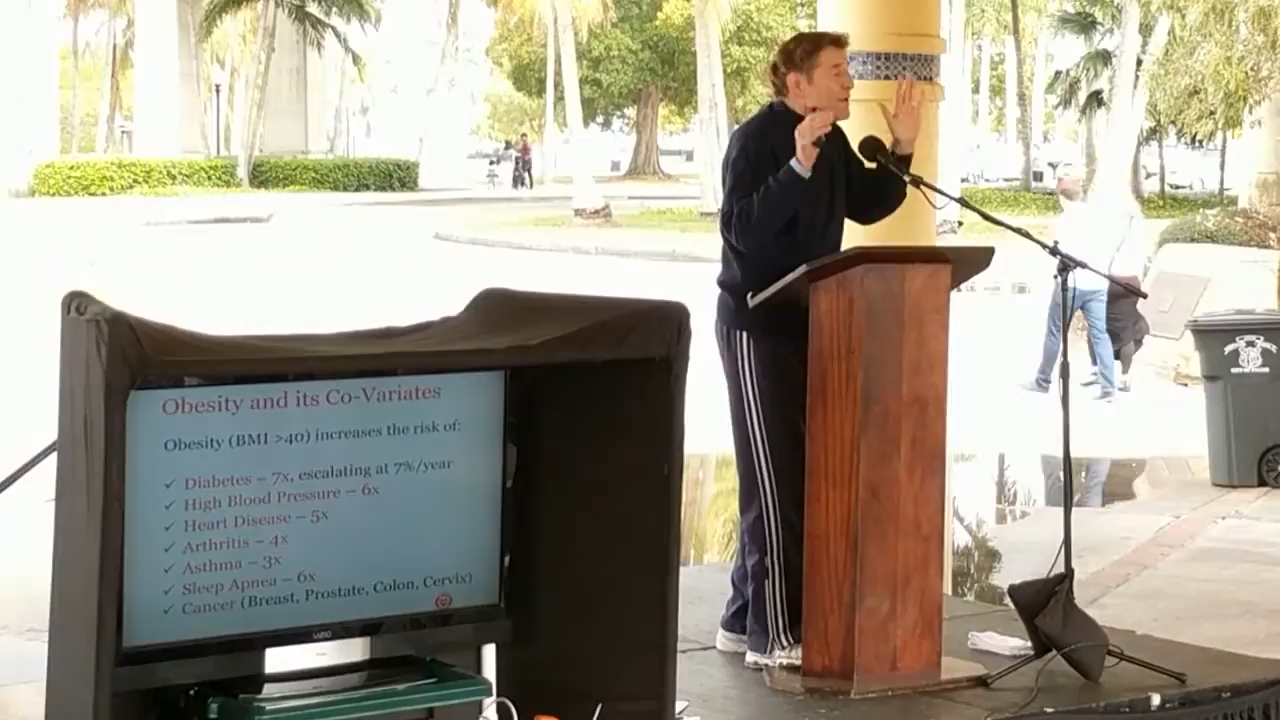 Obesity and its Co-Variates
Obesity (BMI >40) increases the risk of:
✓ Diabetes – 7x, escalating at 7%/year
✓ High Blood Pressure – 6x
✓ Heart Disease – 5x
✓ Arthritis – 4x
✓ Asthma – 3x
✓ Sleep Apnea – 6x
✓ Cancer (Breast, Prostate, Colon, Cervix)
VIZIO